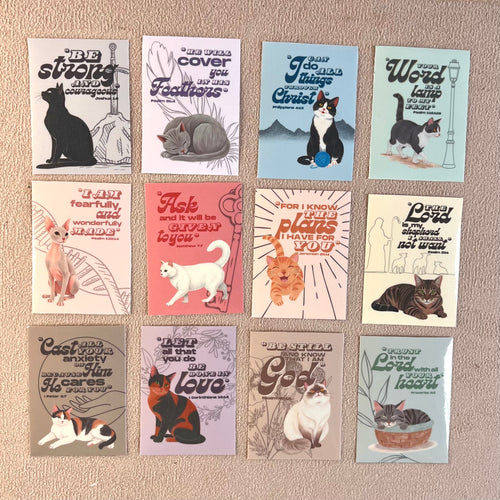 "BE
strong
AND
courageous"
Joshua 1:9
"HE WILL
cover
you
IN HIS
Feathers"
Psalm 91:4
"I CAN
do ALL
Things
THROUGH
Christ"
Philippians 4:13
"YOUR
Word IS
a lamp
TO MY
FEET"
Psalm 119:105
"I AM
fearfully
and
wonderfully
MADE"
Psalm 139:14
"Ask
and it will be
GIVEN
to you"
Matthew 7:7
"FOR I KNOW
THE
plans
I HAVE FOR
YOU"
Jeremiah 29:11
"THE
Lord
is my
shepherd
I SHALL
not want"
Psalm 23:1
"Cast ALL
YOUR
anxiety
ON
BECAUSE Him
HE cares
FOR YOU"
1 Peter 5:7
"LET
all that
you do
BE
DONE IN
love"
1 Corinthians 16:14
"BE STILL
AND KNOW
THAT I AM
God"
"TRUST
in the
Lord with all
YOUR
heart"
Proverbs 3:5